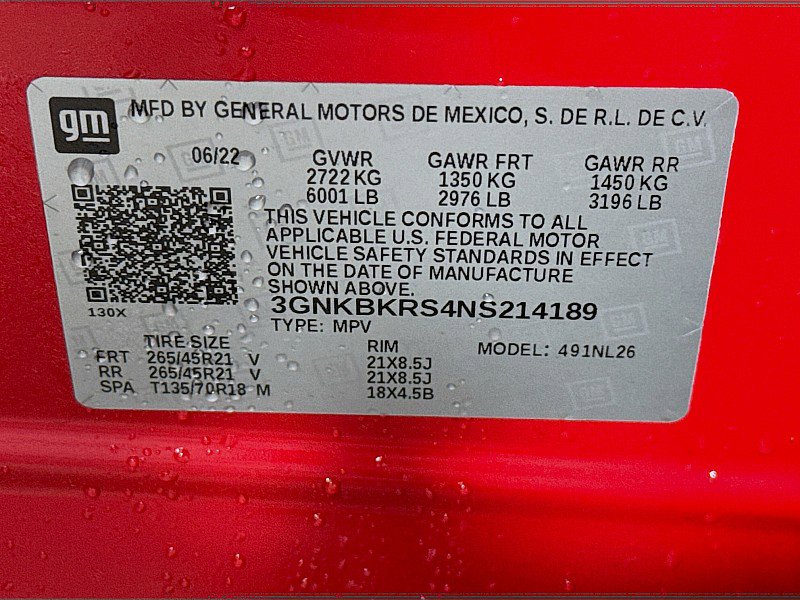 gm
MFD BY GENERAL MOTORS DE MEXICO, S. DE R.L. DE C.V.
06/22 GVWR GAWR FRT GAWR RR
2722 KG 1350 KG 1450 KG
6001 LB 2976 LB 3196 LB
THIS VEHICLE CONFORMS TO ALL
APPLICABLE U.S. FEDERAL MOTOR
VEHICLE SAFETY STANDARDS IN EFFECT
ON THE DATE OF MANUFACTURE
SHOWN ABOVE.
130X 3GNKBKRS4NS214189
TYPE: MPV
TIRE SIZE RIM MODEL: 491NL26
FRT 265/45R21 V 21X8.5J
RR 265/45R21 V 21X8.5J
SPA T135/70R18 M 18X4.5B